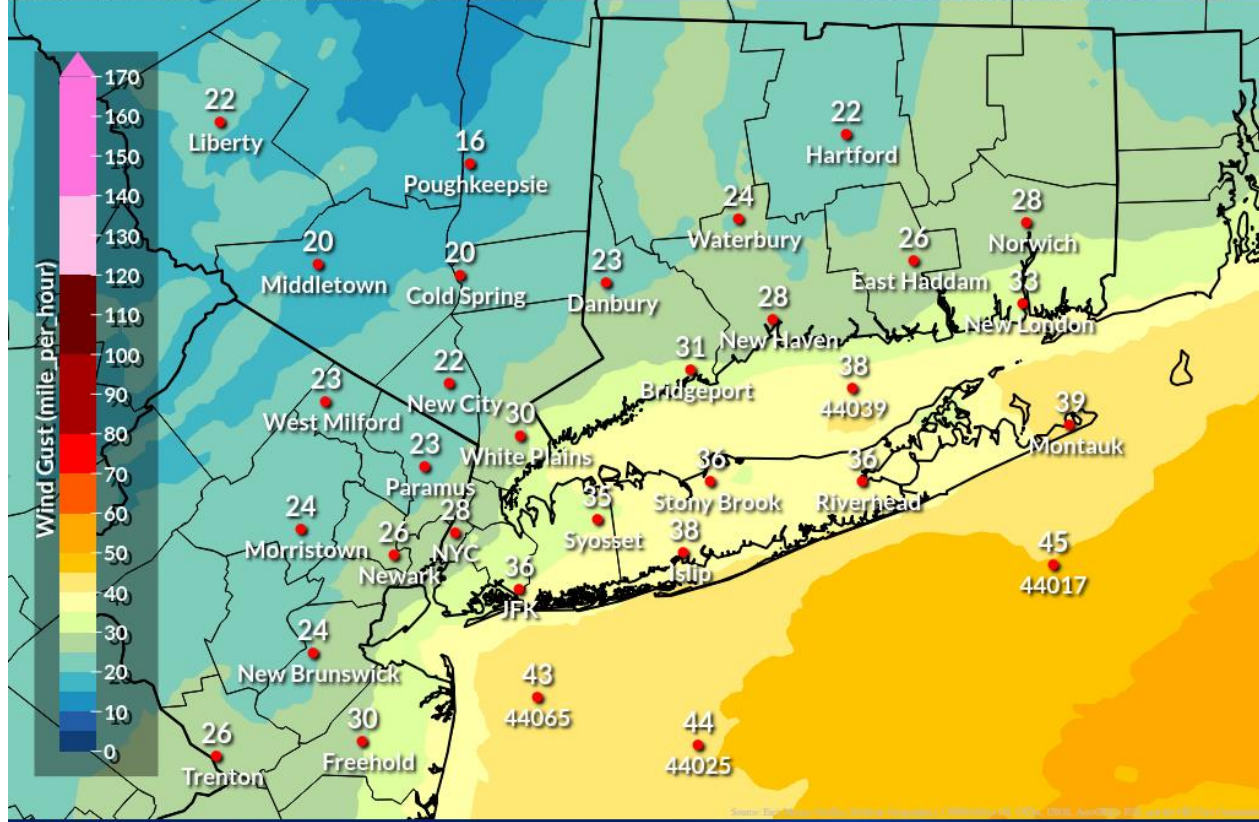 Wind Gust (mile_per_hour)
170
160
150
140
130
120
110
100
90
80
70
60
50
40
30
20
10
0
22
Liberty
16
Poughkeepsie
22
Hartford
24
Waterbury
28
Norwich
20
Middletown
20
Cold Spring
23
Danbury
26
East Haddam
28
New Haven
33
New London
31
Bridgeport
38
44039
22
New City
23
West Milford
30
White Plains
39
Montauk
23
Paramus
36
Stony Brook
36
Riverhead
24
Morristown
26
Newark
28
NYC
35
Syosset
38
Islip
36
JFK
45
44017
24
New Brunswick
43
44065
44
44025
30
Freehold
26
Trenton